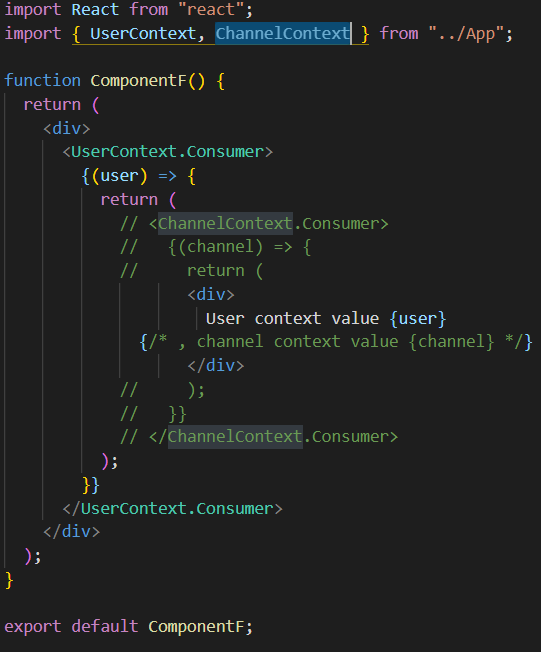 import React from "react";
import { UserContext, ChannelContext } from "../App";

function ComponentF() {
  return (
    <div>
      <UserContext.Consumer>
        {(user) => {
          return (
            // <ChannelContext.Consumer>
            //   {(channel) => {
            //     return (
                   <div>
                     User context value {user}
              {/* , channel context value {channel} */}
                   </div>
            //     );
            //   }}
            // </ChannelContext.Consumer>
          );
        }}
      </UserContext.Consumer>
    </div>
  );
}

export default ComponentF;